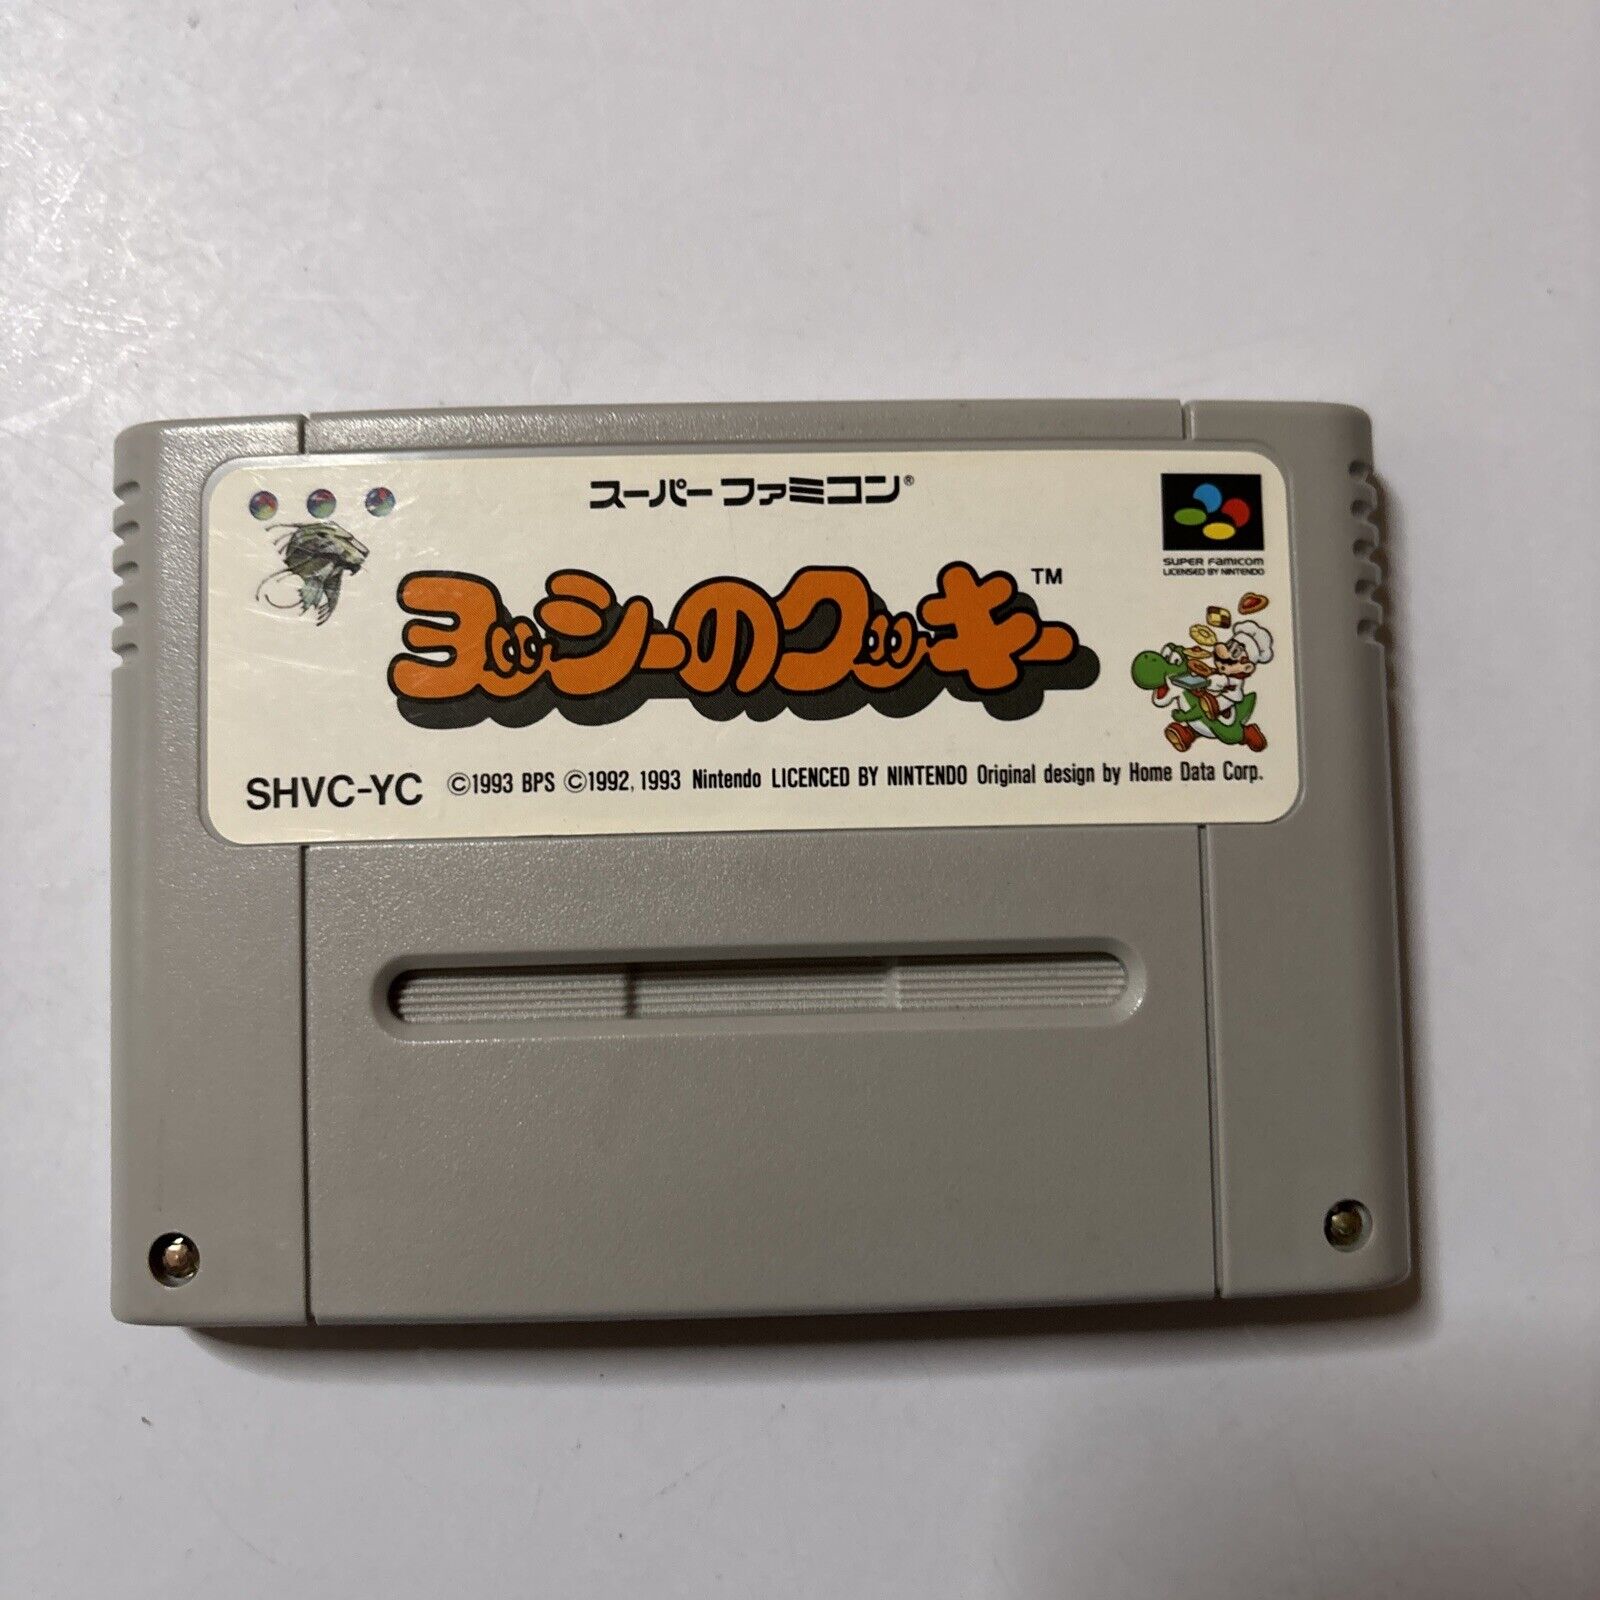 スーパーファミコン®
SUPER FAMICOM
LICENSED BY NINTENDO
ヨッシーのクッキー™
SHVC-YC ©1993 BPS ©1992, 1993 Nintendo LICENCED BY NINTENDO Original design by Home Data Corp.